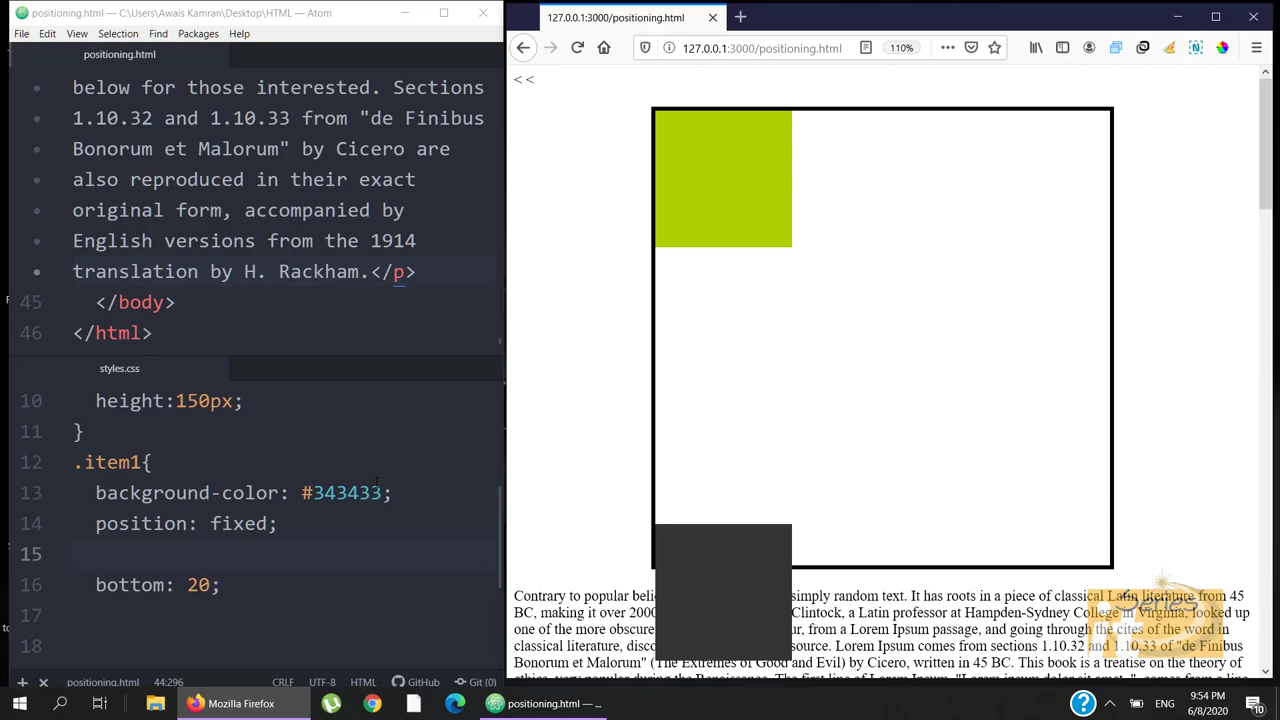 positioning.html — C:\Users\Awais Kamran\Desktop\HTML — Atom
File Edit View Selection Find Packages Help
positioning.html
below for those interested. Sections
1.10.32 and 1.10.33 from "de Finibus
Bonorum et Malorum" by Cicero are
also reproduced in their exact
original form, accompanied by
English versions from the 1914
translation by H. Rackham.</p>
45 </body>
46 </html>
styles.css
10 height:150px;
11 }
12 .item1{
13 background-color: #343433;
14 position: fixed;
15
16 bottom: 20;
17
18
positioning.html 44:296 CRLF UTF-8 HTML GitHub Git (0)
127.0.0.1:3000/positioning.html
127.0.0.1:3000/positioning.html 110%
< <
Contrary to popular beli simply random text. It has roots in a piece of classical Latin literature from 45
BC, making it over 2000 Clintock, a Latin professor at Hampden-Sydney College in Virginia, looked up
one of the more obscure ur, from a Lorem Ipsum passage, and going through the cites of the word in
classical literature, disco source. Lorem Ipsum comes from sections 1.10.32 and 1.10.33 of "de Finibus
Bonorum et Malorum" (The Extremes of Good and Evil) by Cicero, written in 45 BC. This book is a treatise on the theory of
iT Series
Mozilla Firefox
positioning.html — ...
ENG
9:54 PM
6/8/2020
10